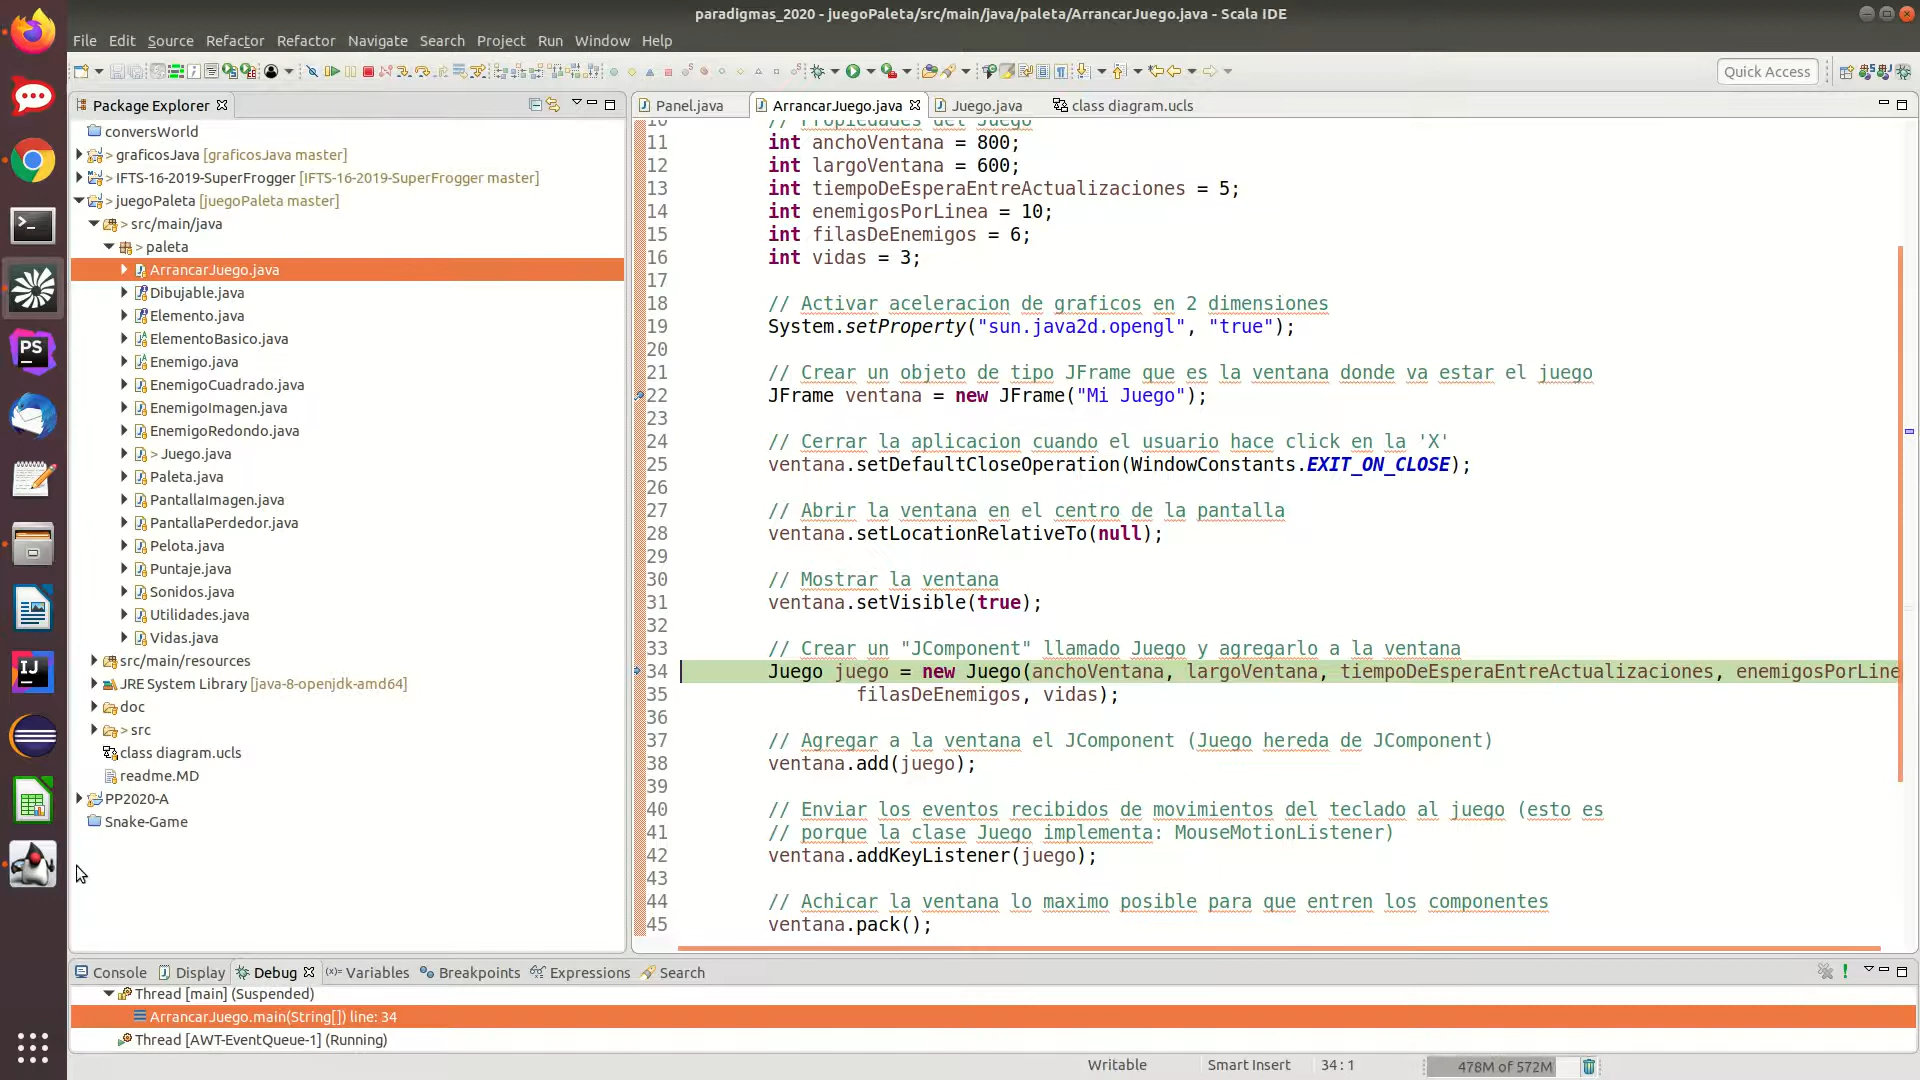 paradigmas_2020 - juegoPaleta/src/main/java/paleta/ArrancarJuego.java - Scala IDE
File Edit Source Refactor Refactor Navigate Search Project Run Window Help
Quick Access
Package Explorer
Panel.java ArrancarJuego.java Juego.java class diagram.ucls
conversWorld
> graficosJava [graficosJava master]
> IFTS-16-2019-SuperFrogger [IFTS-16-2019-SuperFrogger master]
> juegoPaleta [juegoPaleta master]
> src/main/java
> paleta
ArrancarJuego.java
Dibujable.java
Elemento.java
ElementoBasico.java
Enemigo.java
EnemigoCuadrado.java
EnemigoImagen.java
EnemigoRedondo.java
> Juego.java
Paleta.java
PantallaImagen.java
PantallaPerdedor.java
Pelota.java
Puntaje.java
Sonidos.java
Utilidades.java
Vidas.java
src/main/resources
JRE System Library [java-8-openjdk-amd64]
doc
> src
class diagram.ucls
readme.MD
PP2020-A
Snake-Game
10 // Propiedades del Juego
11 int anchoVentana = 800;
12 int largoVentana = 600;
13 int tiempoDeEsperaEntreActualizaciones = 5;
14 int enemigosPorLinea = 10;
15 int filasDeEnemigos = 6;
16 int vidas = 3;
17
18 // Activar aceleracion de graficos en 2 dimensiones
19 System.setProperty("sun.java2d.opengl", "true");
20
21 // Crear un objeto de tipo JFrame que es la ventana donde va estar el juego
22 JFrame ventana = new JFrame("Mi Juego");
23
24 // Cerrar la aplicacion cuando el usuario hace click en la 'X'
25 ventana.setDefaultCloseOperation(WindowConstants.EXIT_ON_CLOSE);
26
27 // Abrir la ventana en el centro de la pantalla
28 ventana.setLocationRelativeTo(null);
29
30 // Mostrar la ventana
31 ventana.setVisible(true);
32
33 // Crear un "JComponent" llamado Juego y agregarlo a la ventana
34 Juego juego = new Juego(anchoVentana, largoVentana, tiempoDeEsperaEntreActualizaciones, enemigosPorLine
35 filasDeEnemigos, vidas);
36
37 // Agregar a la ventana el JComponent (Juego hereda de JComponent)
38 ventana.add(juego);
39
40 // Enviar los eventos recibidos de movimientos del teclado al juego (esto es
41 // porque la clase Juego implementa: MouseMotionListener)
42 ventana.addKeyListener(juego);
43
44 // Achicar la ventana lo maximo posible para que entren los componentes
45 ventana.pack();
Console Display Debug Variables Breakpoints Expressions Search
Thread [main] (Suspended)
ArrancarJuego.main(String[]) line: 34
Thread [AWT-EventQueue-1] (Running)
Writable Smart Insert 34 : 1 478M of 572M
PS
IJ